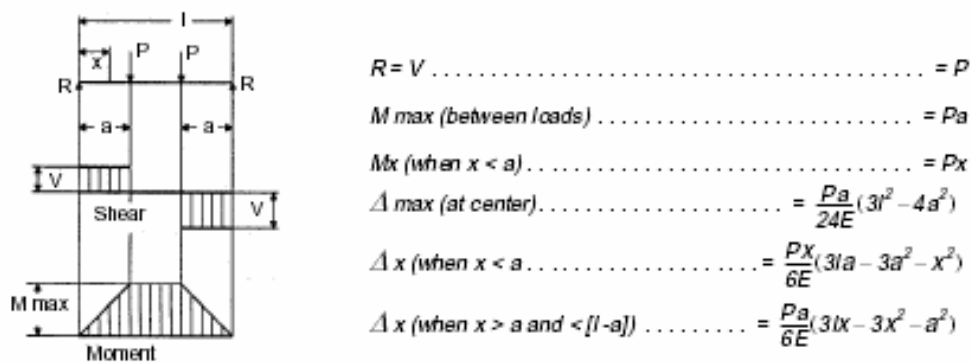 l
x
P
P
R
R
a
a
V
Shear
V
M max
Moment
R = V . . . . . . . . . . . . . . . . . . . . . . . . . . . . . . . . . . . . . . . . . . . . . . . = P
M max (between loads) . . . . . . . . . . . . . . . . . . . . . . . . . . . . . . . = Pa
Mx (when x < a) . . . . . . . . . . . . . . . . . . . . . . . . . . . . . . . . . . . . . = Px
Δ max (at center) . . . . . . . . . . . . . . . . . . . . . . . = Pa/24E (3l² – 4a²)
Δ x (when x < a . . . . . . . . . . . . . . . . . . . . . = Px/6E (3la – 3a² – x²)
Δ x (when x > a and < [l -a]) . . . . . . . . . = Pa/6E (3lx – 3x² – a²)